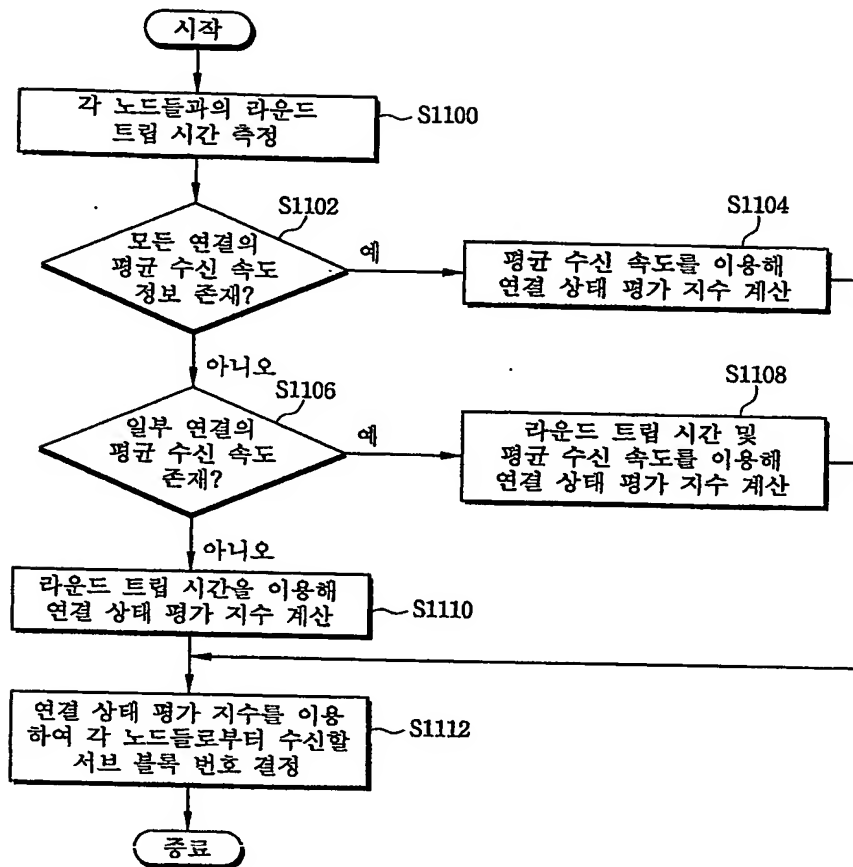 시작
각 노드들과의 라운드
트립 시간 측정
S1100
S1102
모든 연결의
평균 수신 속도
정보 존재?
예
S1104
평균 수신 속도를 이용해
연결 상태 평가 지수 계산
아니오
S1106
일부 연결의
평균 수신 속도
존재?
예
S1108
라운드 트립 시간 및
평균 수신 속도를 이용해
연결 상태 평가 지수 계산
아니오
라운드 트립 시간을 이용해
연결 상태 평가 지수 계산
S1110
연결 상태 평가 지수를 이용
하여 각 노드들로부터 수신할
서브 블록 번호 결정
S1112
종료